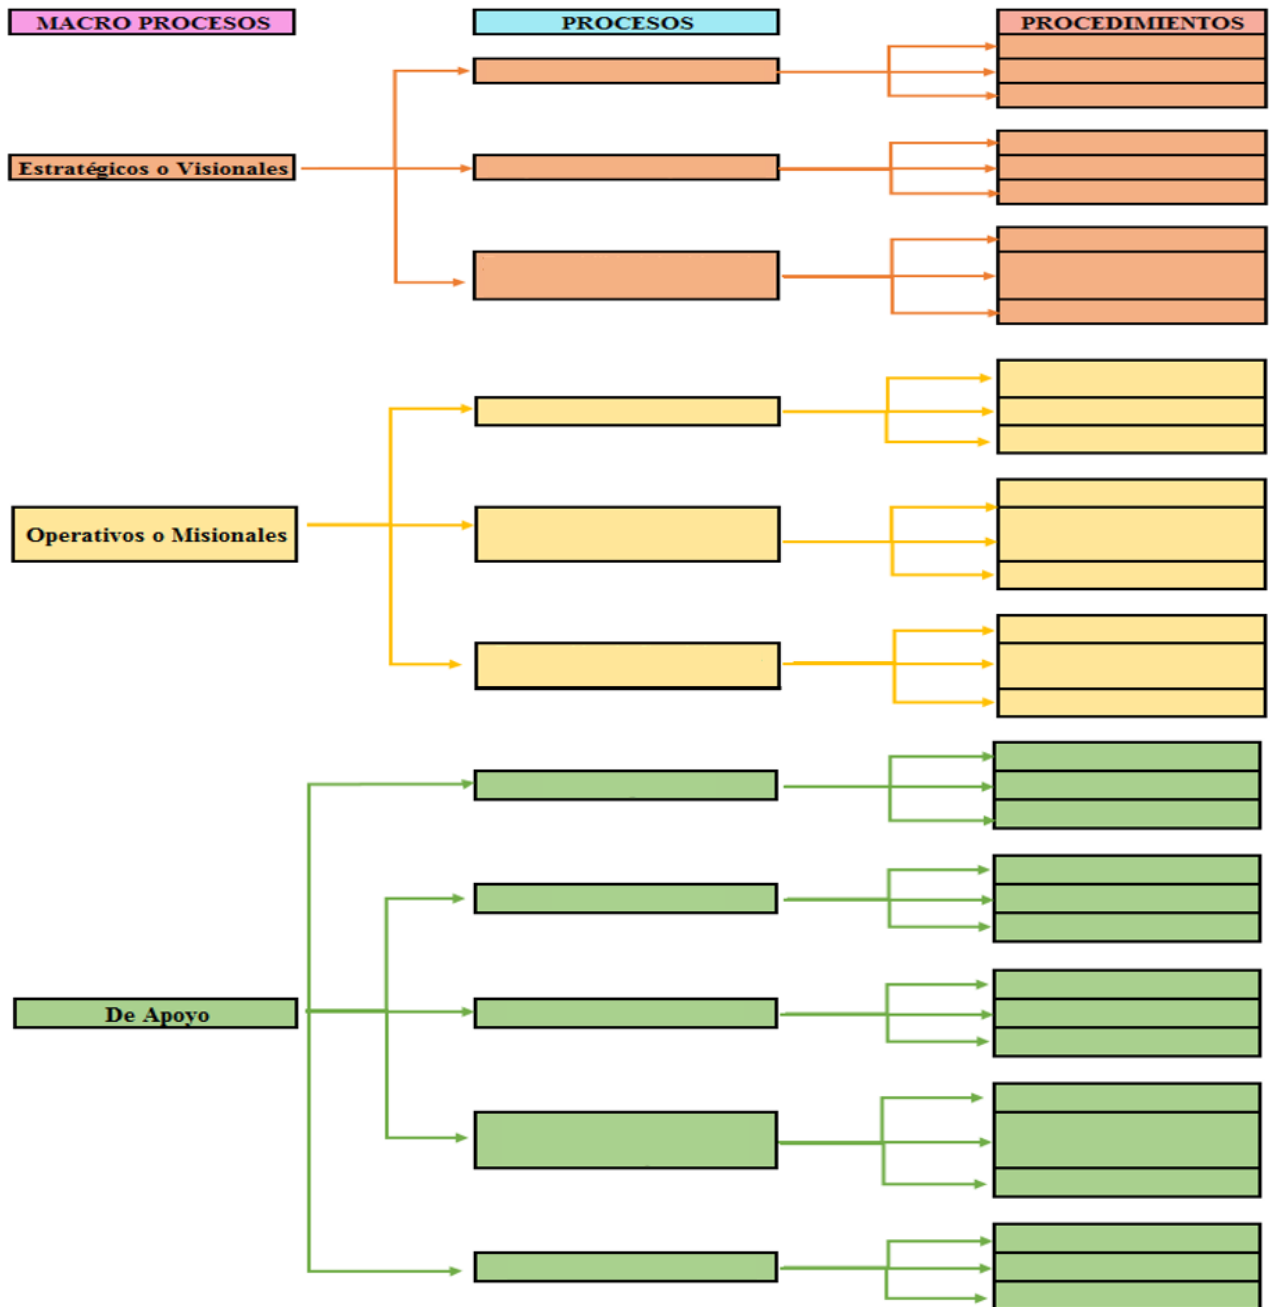 MACRO PROCESOS
PROCESOS
PROCEDIMIENTOS
Estratégicos o Visionales
Operativos o Misionales
De Apoyo